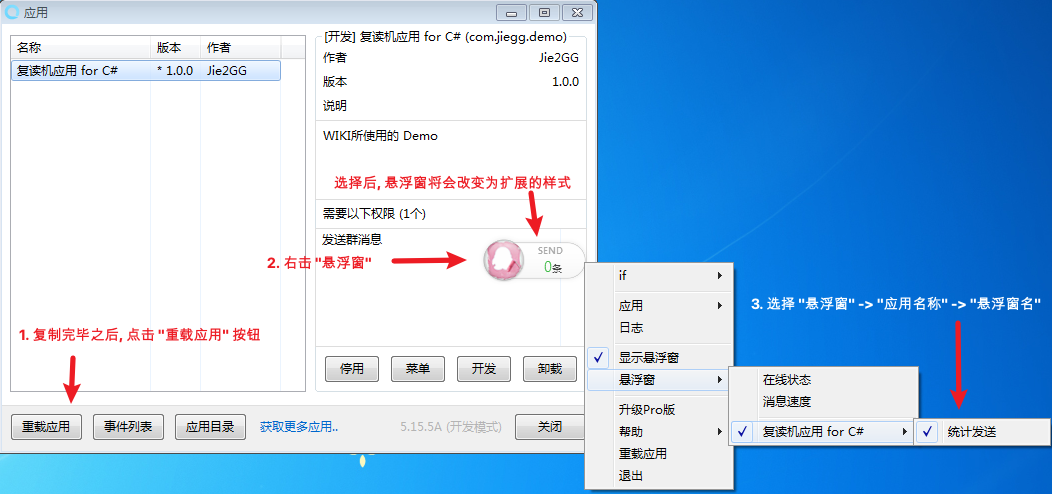 应用
名称 版本 作者
复读机应用 for C# * 1.0.0 Jie2GG
[开发] 复读机应用 for C# (com.jiegg.demo)
作者 Jie2GG
版本 1.0.0
说明
WIKI所使用的 Demo
选择后, 悬浮窗将会改变为扩展的样式
需要以下权限 (1个)
发送群消息
SEND
0条
2. 右击 "悬浮窗"
1. 复制完毕之后, 点击 "重载应用" 按钮
3. 选择 "悬浮窗" -> "应用名称" -> "悬浮窗名"
停用 菜单 开发 卸载
重载应用 事件列表 应用目录 获取更多应用.. 5.15.5A (开发模式) 关闭
if
应用
日志
显示悬浮窗
悬浮窗
升级Pro版
帮助
重载应用
退出
在线状态
消息速度
复读机应用 for C#
统计发送